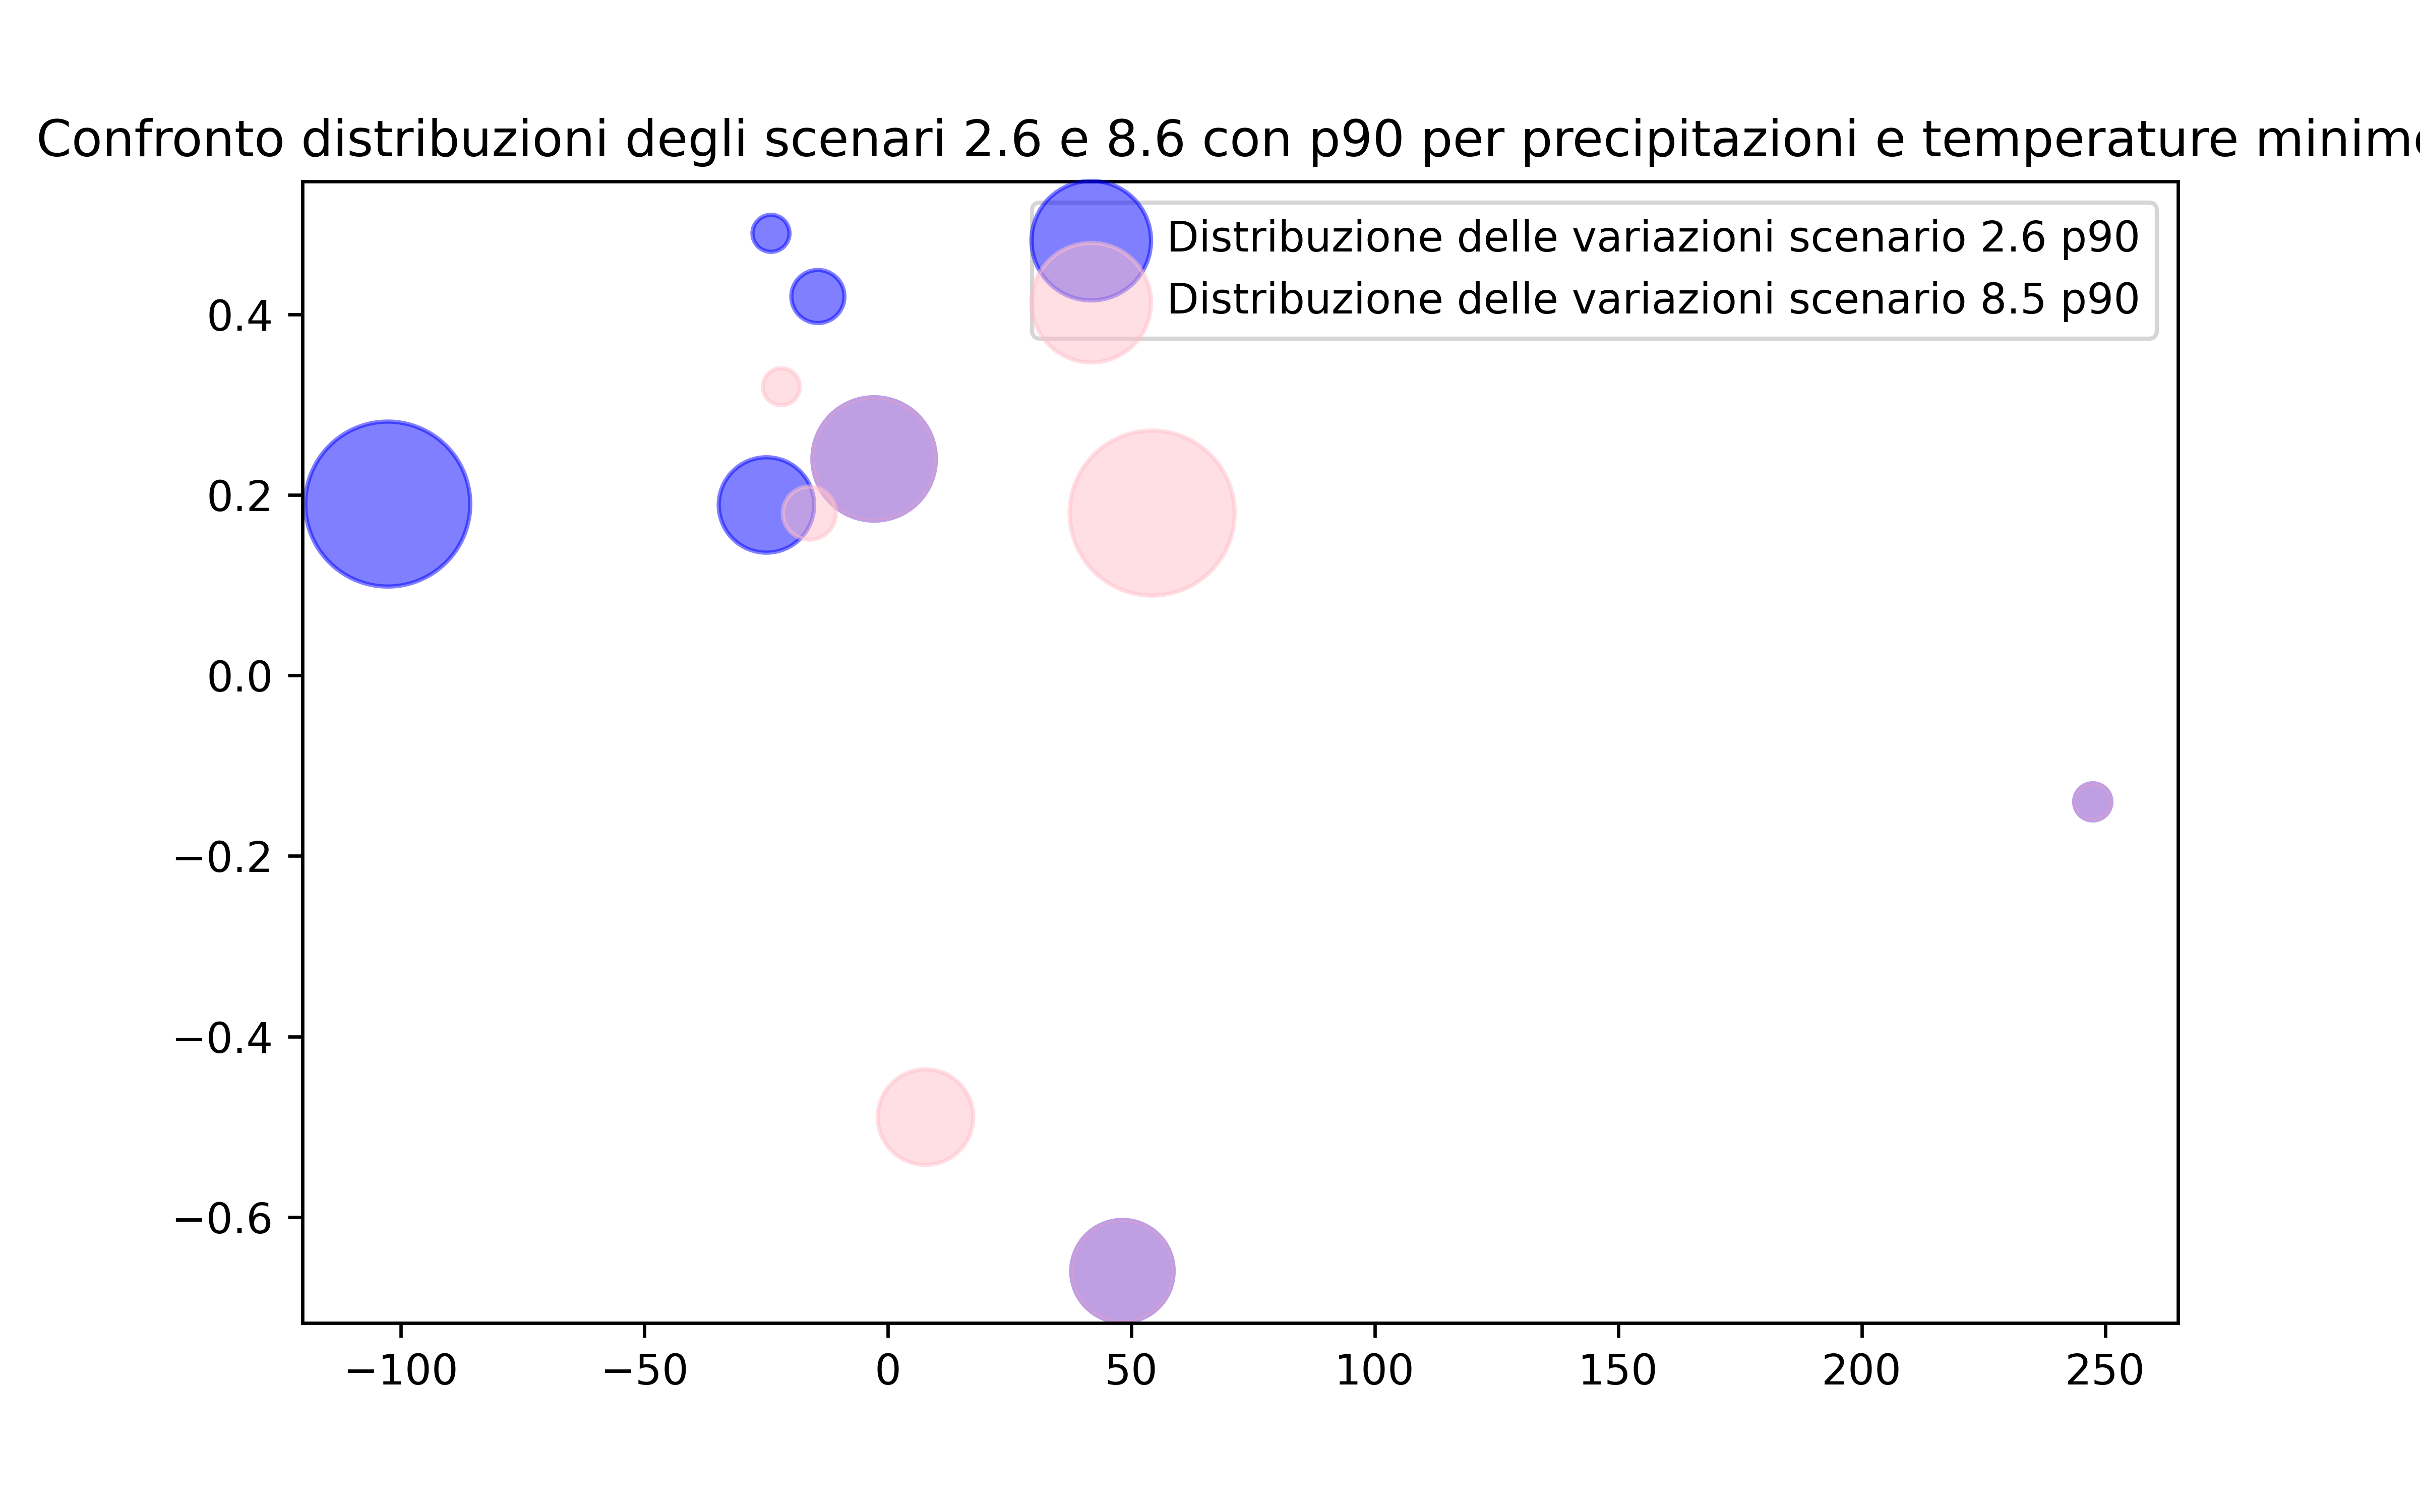 Confronto distribuzioni degli scenari 2.6 e 8.6 con p90 per precipitazioni e temperature
Distribuzione delle variazioni scenario 2.6 p90
Distribuzione delle variazioni scenario 8.5 p90
0.4
0.2
0.0
−0.2
−0.4
−0.6
−100 −50 0 50 100 150 200 250